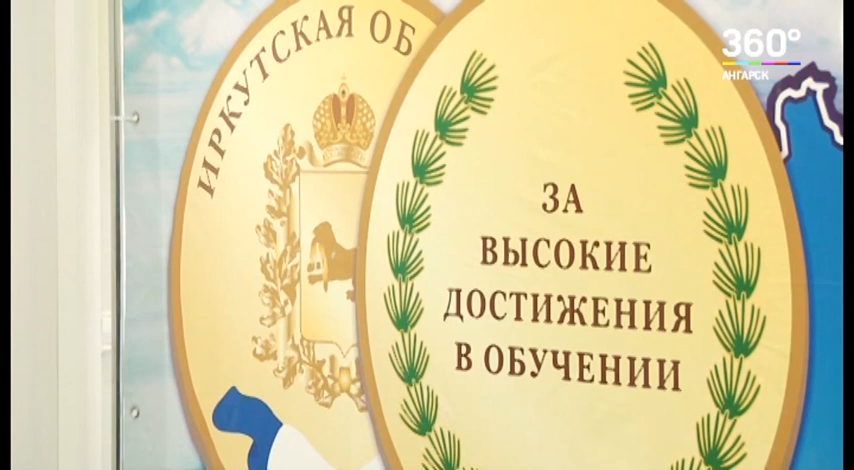 ИРКУТСКАЯ ОБ
ЗА
ВЫСОКИЕ
ДОСТИЖЕНИЯ
В ОБУЧЕНИИ
360°
АНГАРСК